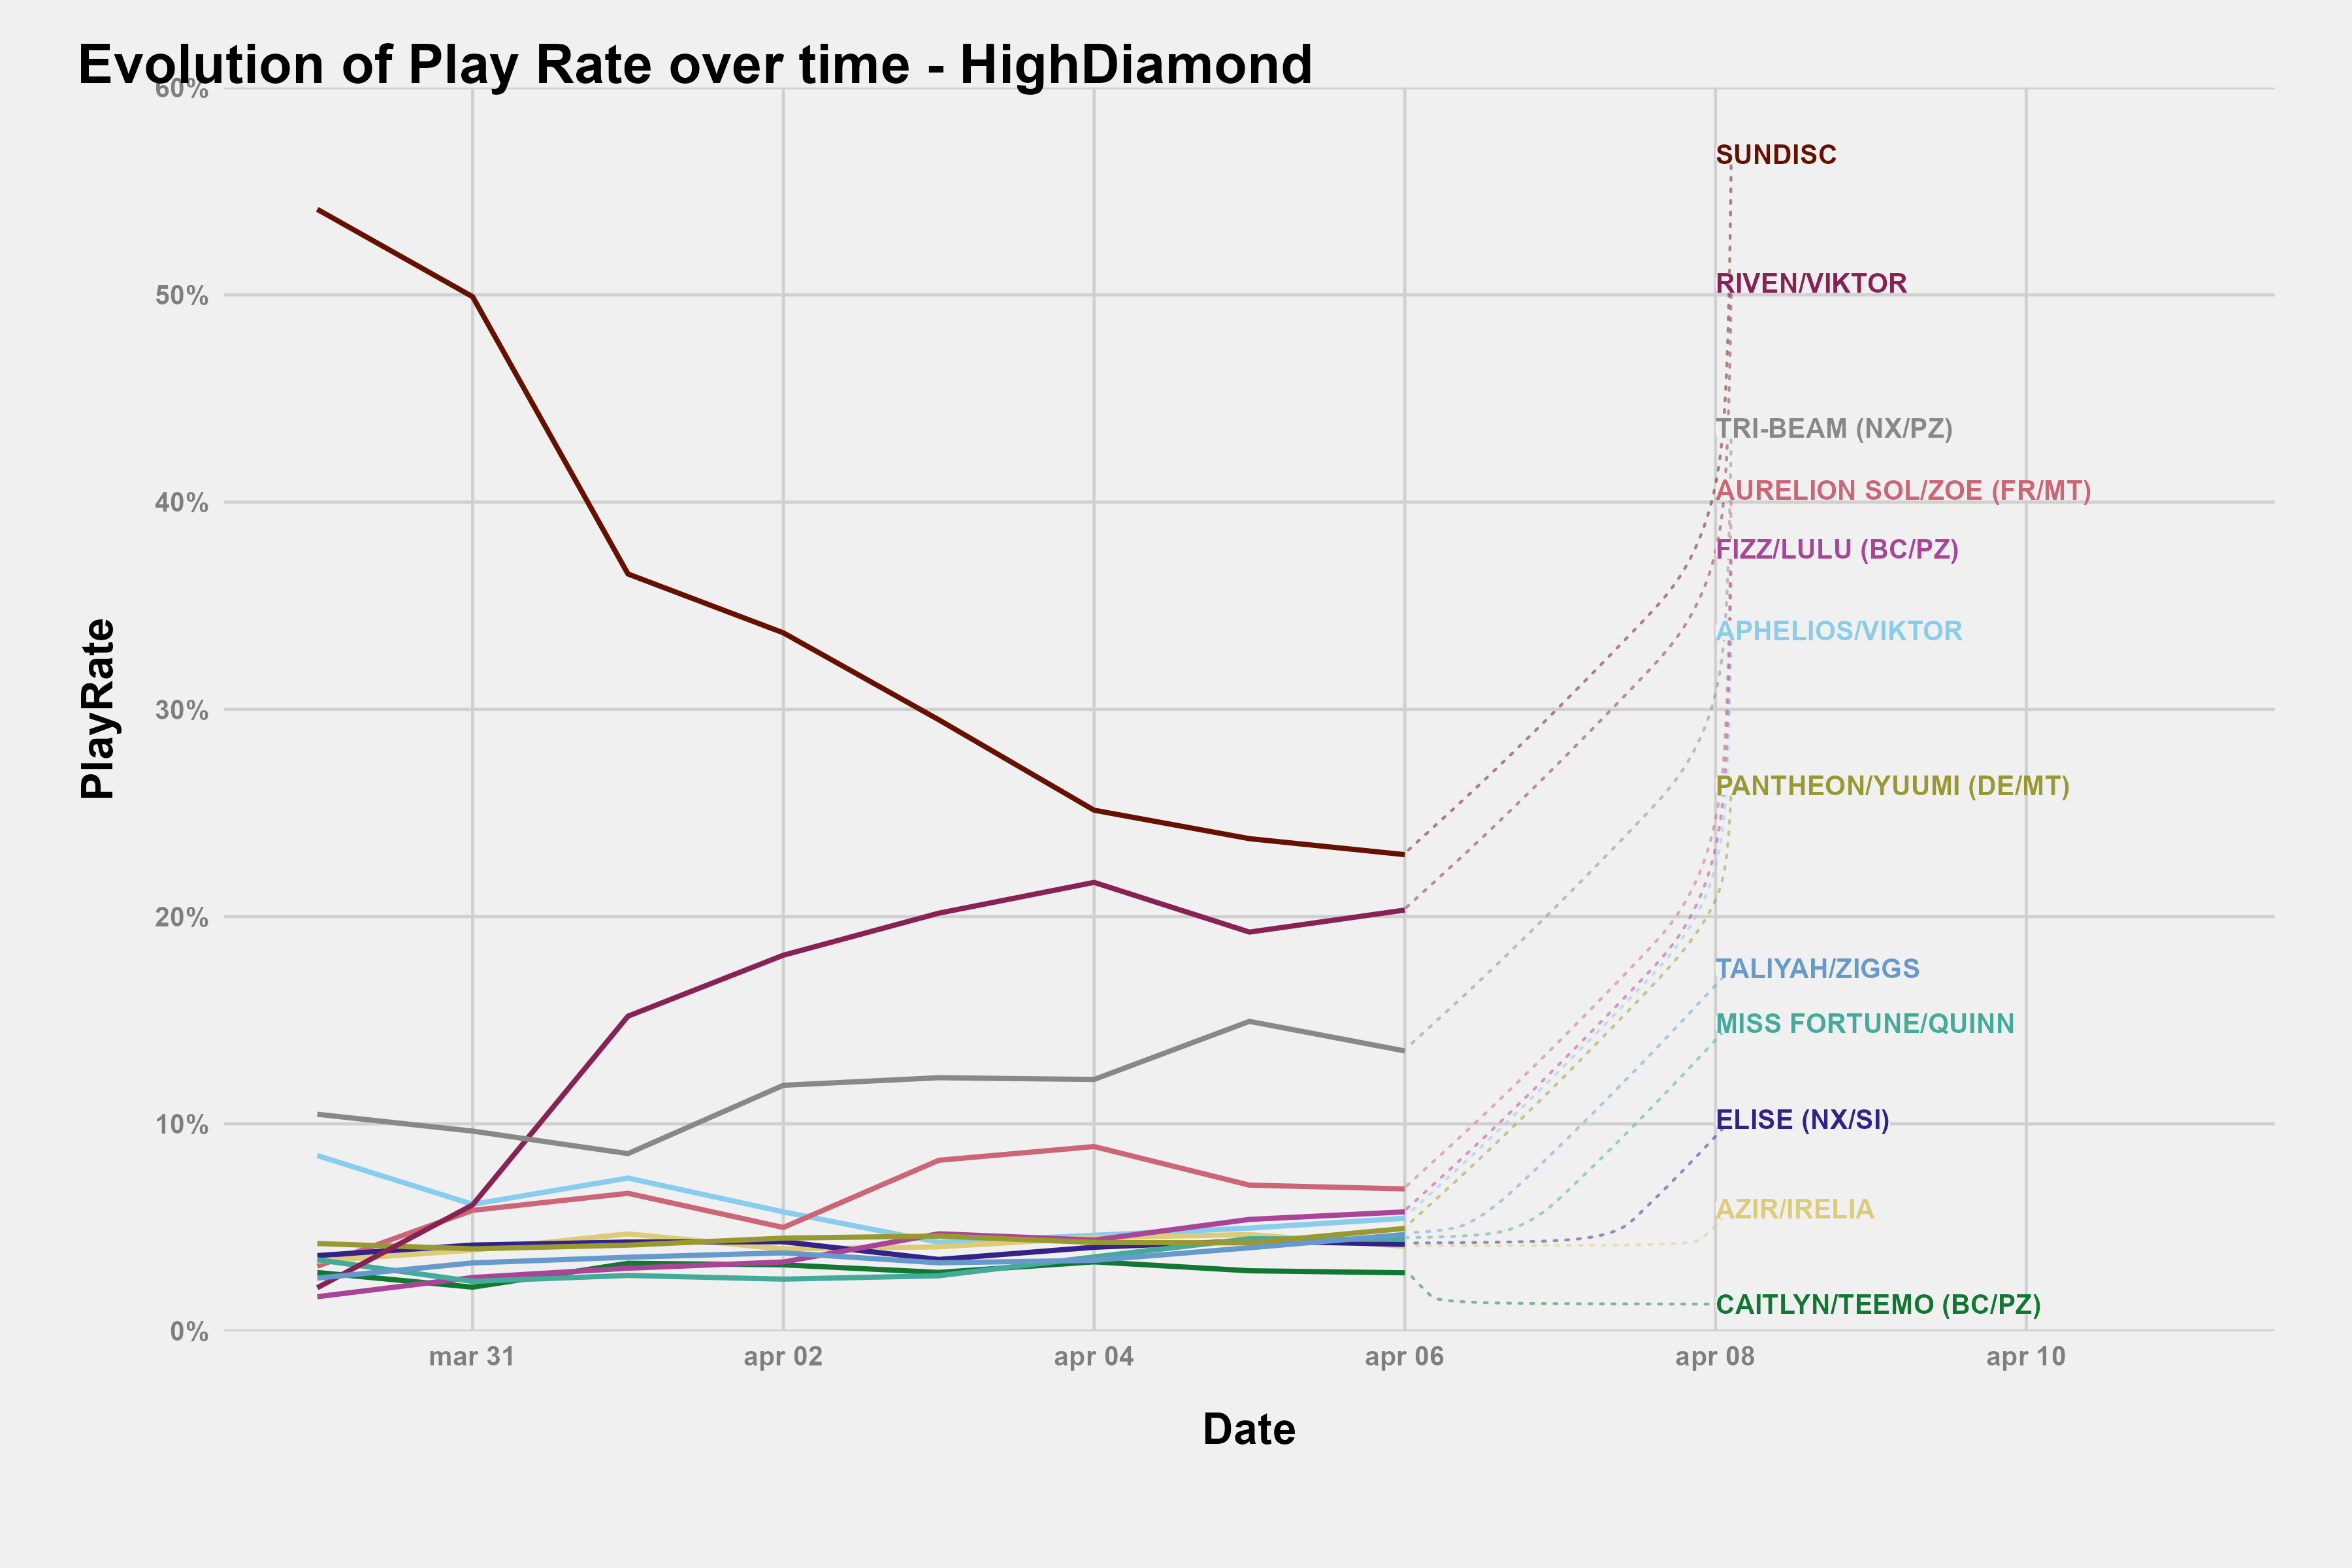 Evolution of Play Rate over time - HighDiamond
60%
50%
40%
30%
20%
10%
0%
PlayRate
SUNDISC
RIVEN/VIKTOR
TRI-BEAM (NX/PZ)
AURELION SOL/ZOE (FR/MT)
FIZZ/LULU (BC/PZ)
APHELIOS/VIKTOR
PANTHEON/YUUMI (DE/MT)
TALIYAH/ZIGGS
MISS FORTUNE/QUINN
ELISE (NX/SI)
AZIR/IRELIA
CAITLYN/TEEMO (BC/PZ)
mar 31 apr 02 apr 04 apr 06 apr 08 apr 10
Date